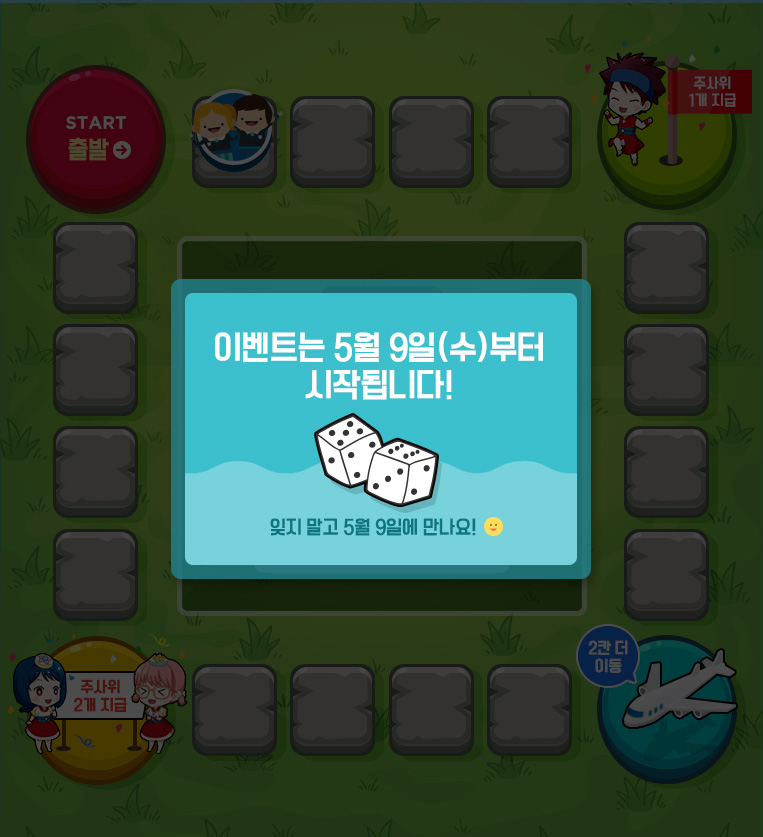 START
출발
주사위
1개 지급
이벤트는 5월 9일(수)부터
시작됩니다!
잊지 말고 5월 9일에 만나요!
2칸 더
이동
주사위
2개 지급